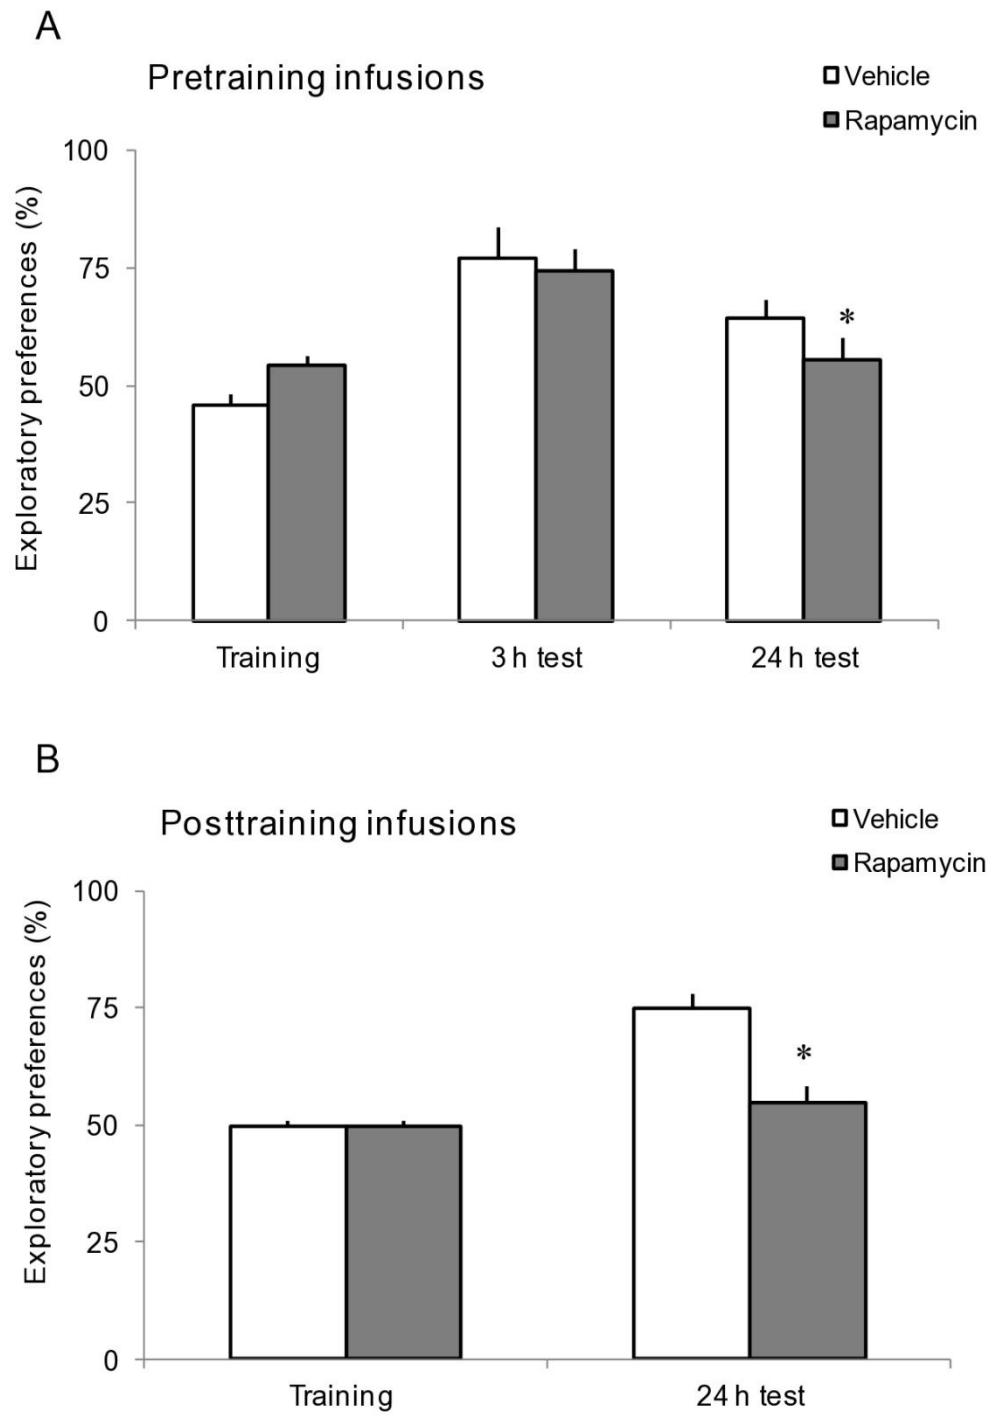 A
Pretraining infusions
Vehicle
Rapamycin
Exploratory preferences (%)
100
75
50
25
0
*
Training 3 h test 24 h test
B
Posttraining infusions
Vehicle
Rapamycin
Exploratory preferences (%)
100
75
50
25
0
*
Training 24 h test